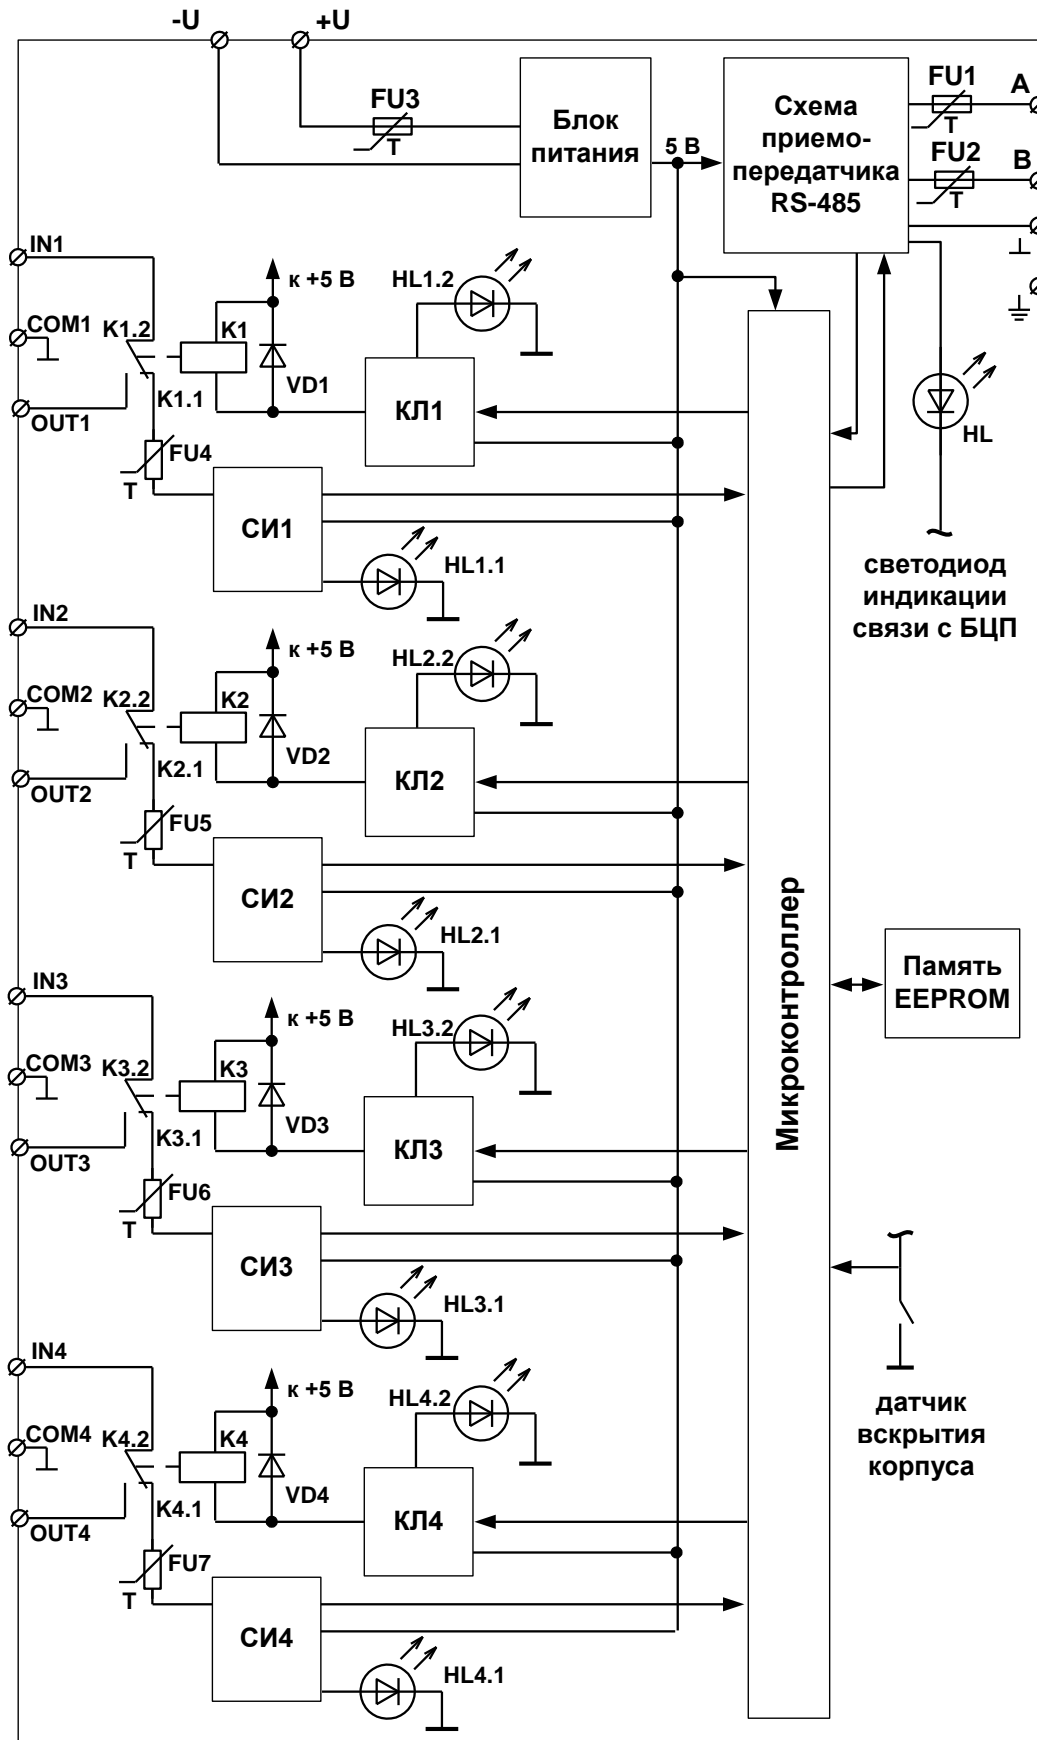 -U
+U
FU3
T
Блок
питания
5 В
Схема
приемо-
передатчика
RS-485
FU1
T
A
FU2
T
B
IN1
COM1
OUT1
K1.2
K1.1
K1
к +5 В
VD1
HL1.2
КЛ1
FU4
T
СИ1
HL1.1
HL
светодиод
индикации
связи с БЦП
IN2
COM2
OUT2
K2.2
K2.1
K2
к +5 В
VD2
HL2.2
КЛ2
FU5
T
СИ2
HL2.1
Микроконтроллер
Память
EEPROM
IN3
COM3
OUT3
K3.2
K3.1
K3
к +5 В
VD3
HL3.2
КЛ3
FU6
T
СИ3
HL3.1
датчик
вскрытия
корпуса
IN4
COM4
OUT4
K4.2
K4.1
K4
к +5 В
VD4
HL4.2
КЛ4
FU7
T
СИ4
HL4.1